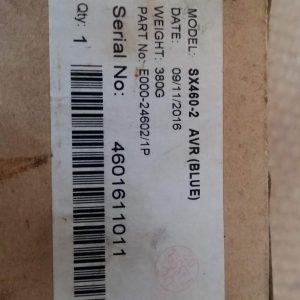 MODEL: SX460-2 AVR (BLUE)
DATE: 09/11/2016
WEIGHT: 380G
PART No: E000-24602/1P
Serial No: 4601611011
Qty: 1